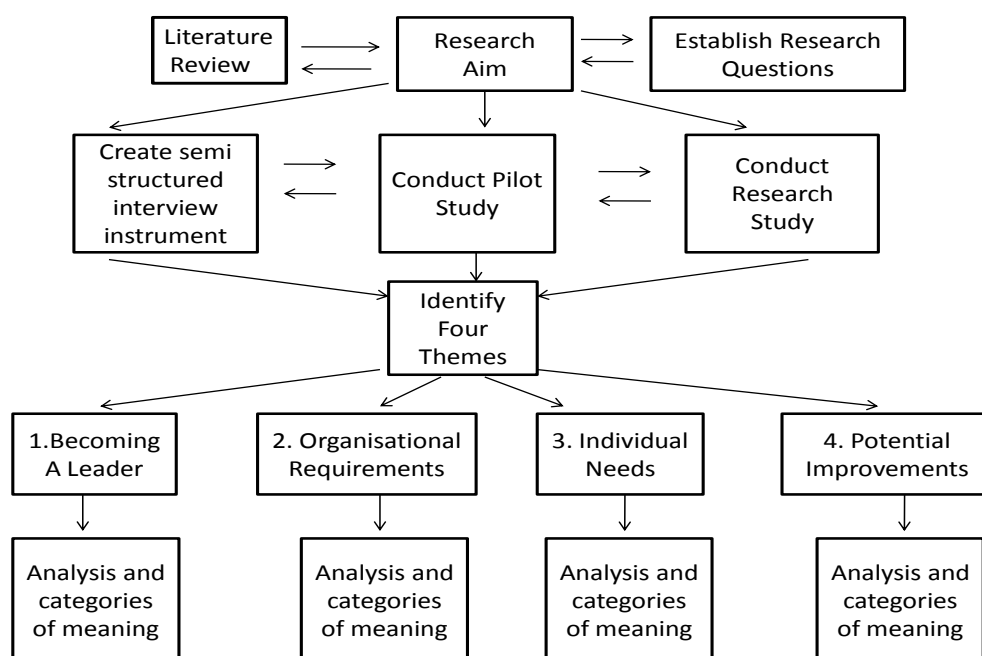 Literature
Review
Research
Aim
Establish Research
Questions
Create semi
structured
interview
instrument
Conduct Pilot
Study
Conduct
Research
Study
Identify
Four
Themes
1.Becoming
A Leader
2. Organisational
Requirements
3. Individual
Needs
4. Potential
Improvements
Analysis and
categories
of meaning
Analysis and
categories
of meaning
Analysis and
categories
of meaning
Analysis and
categories
of meaning